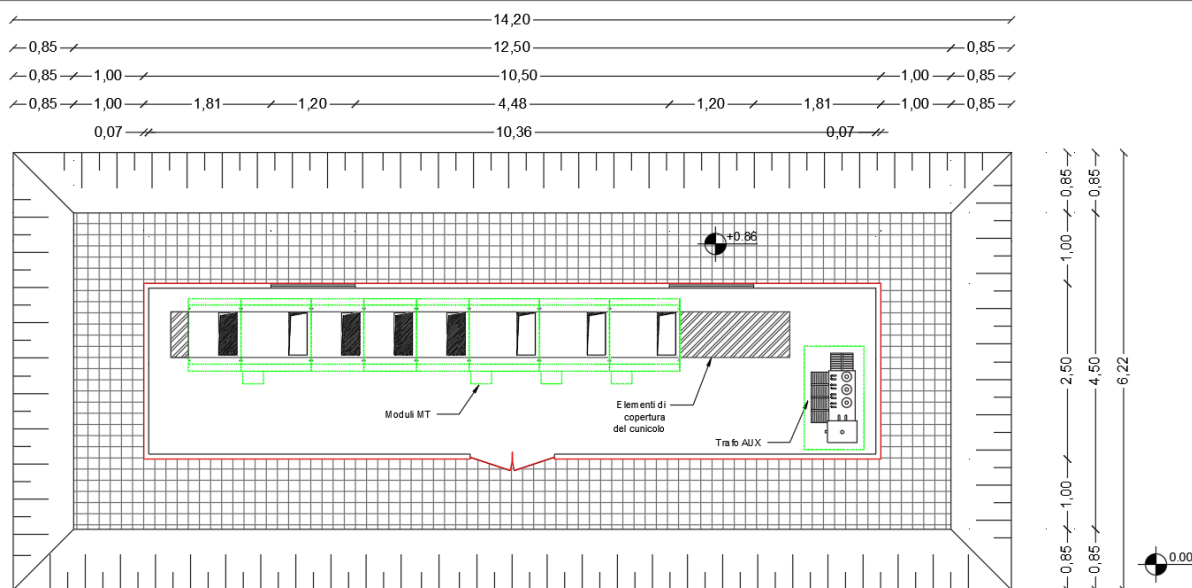 14,20
0,85 12,50 0,85
0,85 1,00 10,50 1,00 0,85
0,85 1,00 1,81 1,20 4,48 1,20 1,81 1,00 0,85
0,07 10,36 0,07
+0.86
Moduli MT
Elementi di
copertura
del cunicolo
Trafo AUX
0,85 1,00 2,50 1,00 0,85
0,85 4,50 0,85
6,22
0.00